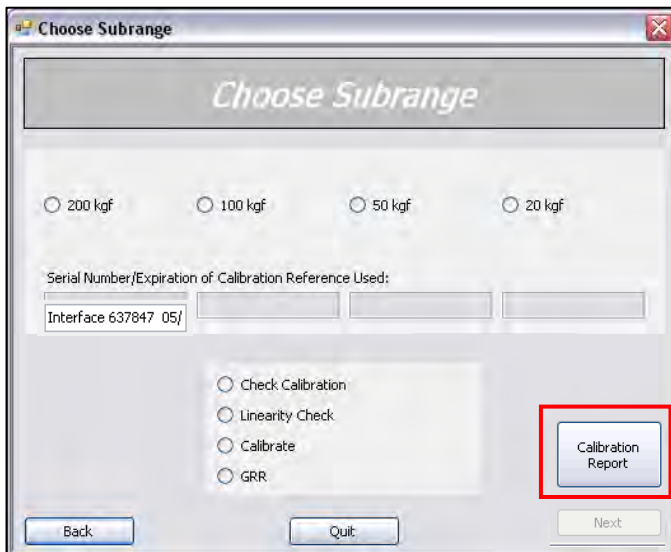 Choose Subrange
Choose Subrange
200 kgf 100 kgf 50 kgf 20 kgf
Serial Number/Expiration of Calibration Reference Used:
Interface 637847 05/
Check Calibration
Linearity Check
Calibrate
GRR
Calibration
Report
Back Quit Next